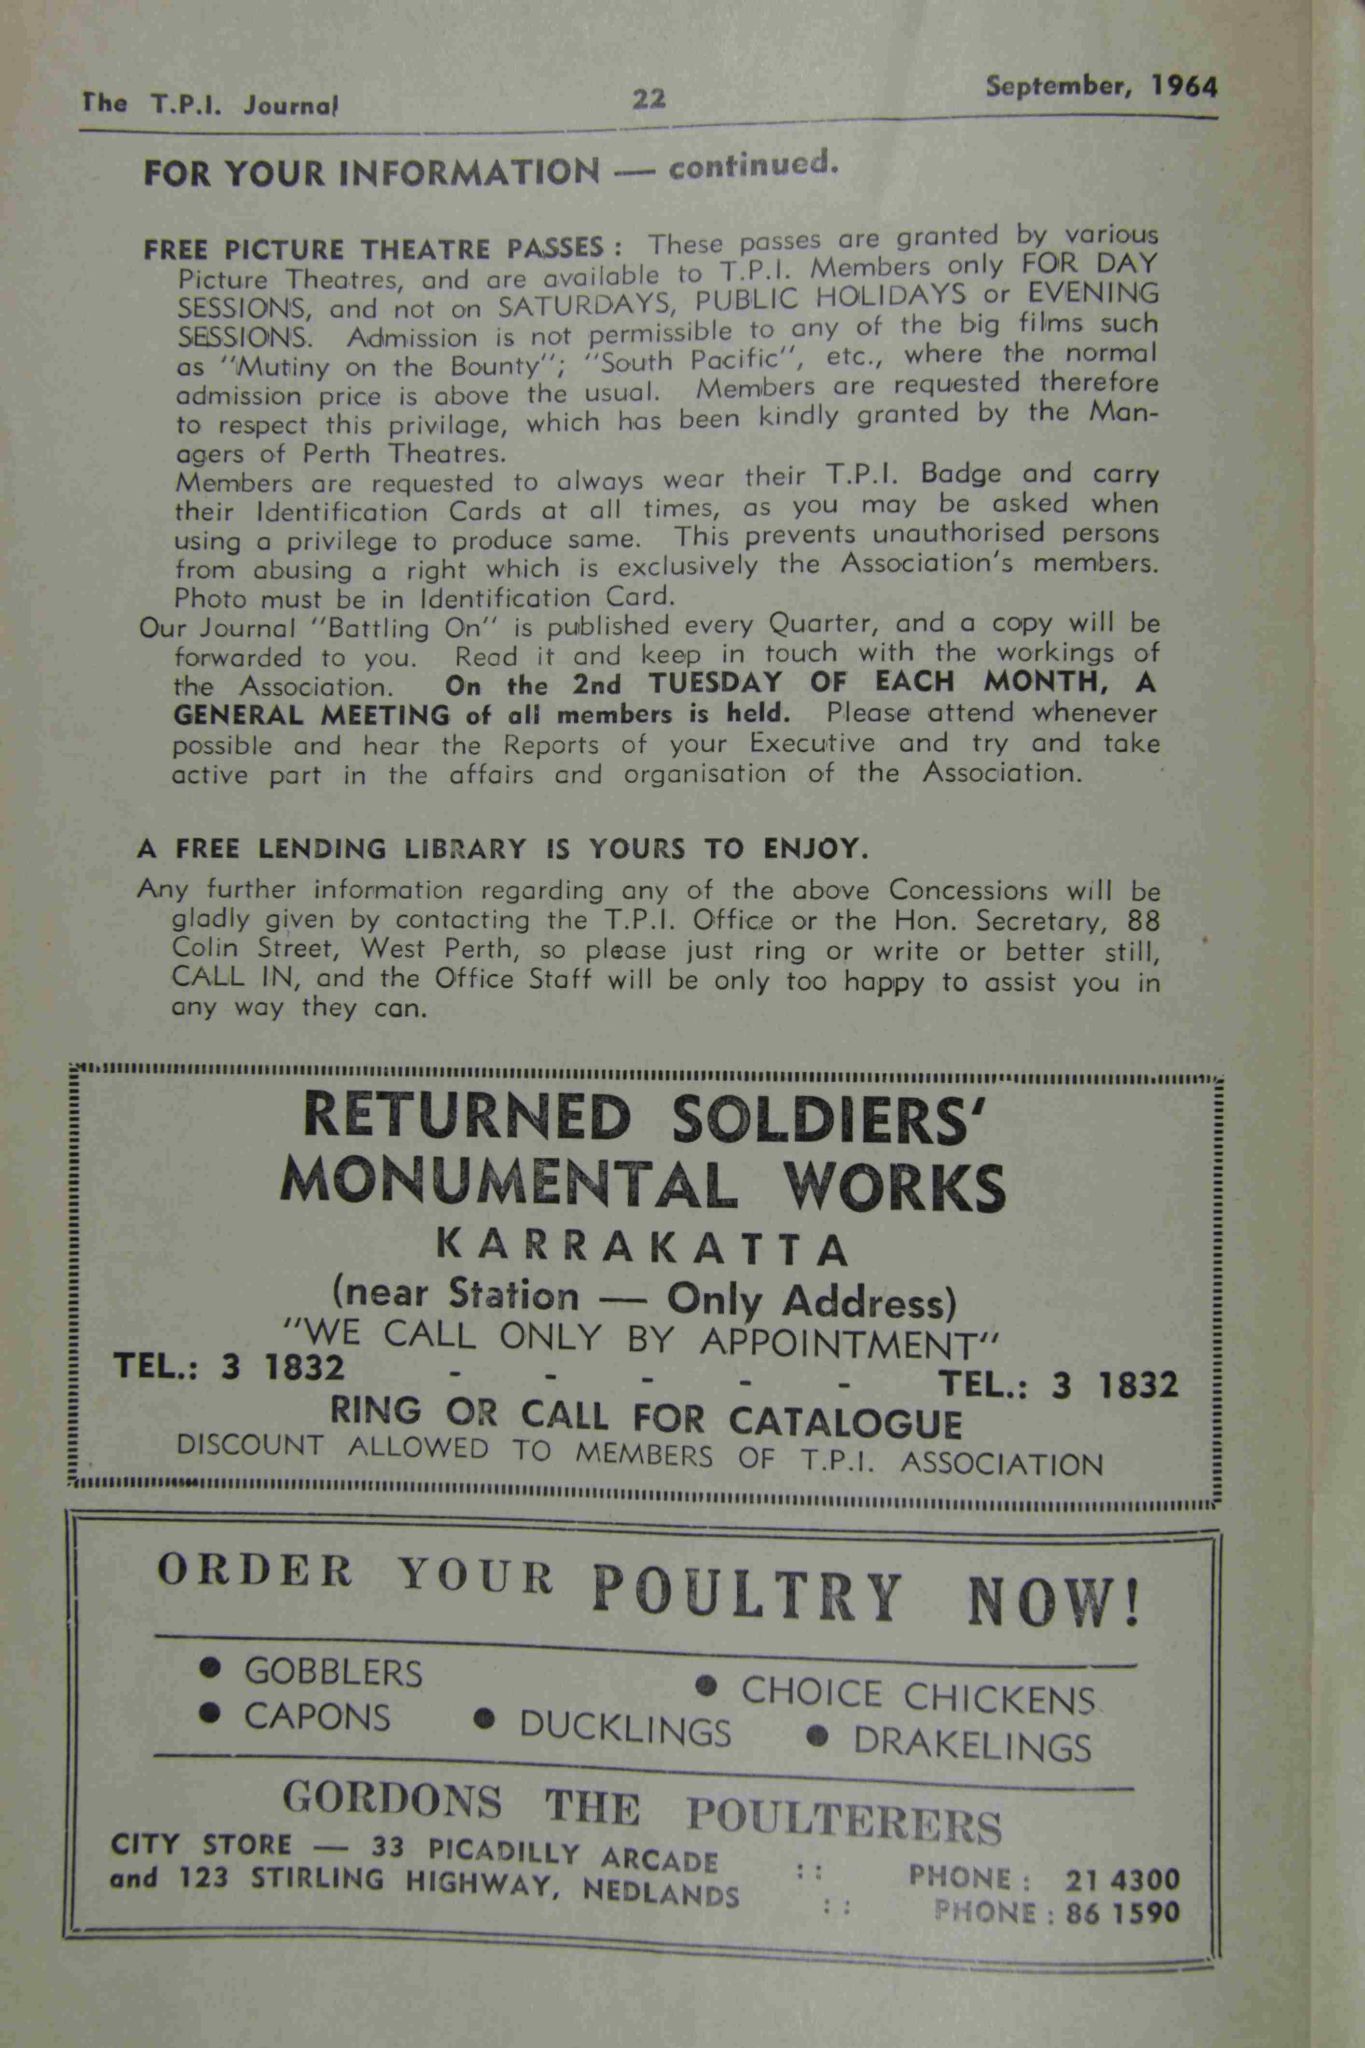 The T.P.I. Journal 22 September, 1964
FOR YOUR INFORMATION — continued.
FREE PICTURE THEATRE PASSES : These passes are granted by various
Picture Theatres, and are available to T.P.I. Members only FOR DAY
SESSIONS, and not on SATURDAYS, PUBLIC HOLIDAYS or EVENING
SESSIONS. Admission is not permissible to any of the big films such
as "Mutiny on the Bounty"; "South Pacific", etc., where the normal
admission price is above the usual. Members are requested therefore
to respect this privilage, which has been kindly granted by the Man-
agers of Perth Theatres.
Members are requested to always wear their T.P.I. Badge and carry
their Identification Cards at all times, as you may be asked when
using a privilege to produce same. This prevents unauthorised persons
from abusing a right which is exclusively the Association's members.
Photo must be in Identification Card.
Our Journal "Battling On" is published every Quarter, and a copy will be
forwarded to you. Read it and keep in touch with the workings of
the Association. On the 2nd TUESDAY OF EACH MONTH, A
GENERAL MEETING of all members is held. Please attend whenever
possible and hear the Reports of your Executive and try and take
active part in the affairs and organisation of the Association.
A FREE LENDING LIBRARY IS YOURS TO ENJOY.
Any further information regarding any of the above Concessions will be
gladly given by contacting the T.P.I. Office or the Hon. Secretary, 88
Colin Street, West Perth, so please just ring or write or better still,
CALL IN, and the Office Staff will be only too happy to assist you in
any way they can.
RETURNED SOLDIERS'
MONUMENTAL WORKS
KARRAKATTA
(near Station — Only Address)
"WE CALL ONLY BY APPOINTMENT"
TEL.: 3 1832 - - - - - TEL.: 3 1832
RING OR CALL FOR CATALOGUE
DISCOUNT ALLOWED TO MEMBERS OF T.P.I. ASSOCIATION
ORDER YOUR POULTRY NOW!
• GOBBLERS • CHOICE CHICKENS
• CAPONS • DUCKLINGS • DRAKELINGS
GORDONS THE POULTERERS
CITY STORE — 33 PICADILLY ARCADE :: PHONE : 21 4300
and 123 STIRLING HIGHWAY, NEDLANDS :: PHONE : 86 1590